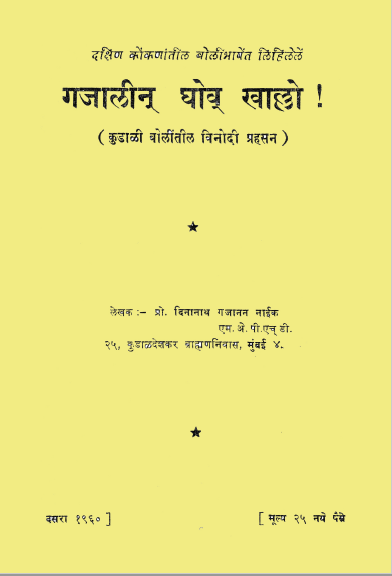 दक्षिण कोंकणांतील बोलीभाषेंत लिहिलेलें
गजालीन् घोव् खाल्लो !
( कुडाळी बोलींतील विनोदी प्रहसन )
★
लेखक :– प्रो. दिनानाथ गजानन नाईक
एम. अे. पी.एच् डी.
२५, कुडाळदेशकर ब्राह्मणनिवास, मुंबई ४.
★
दसरा १९६० ]
[ मूल्य २५ नये पैसे